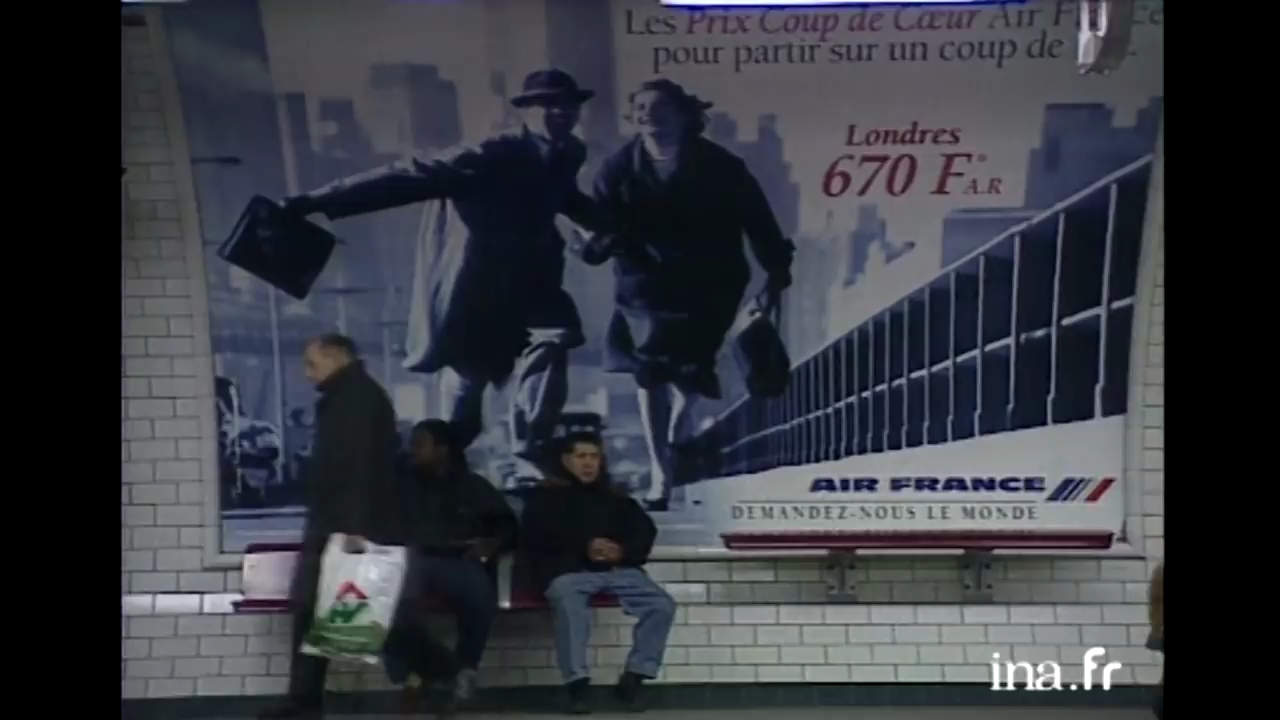 Les Prix Coup de Cœur Air
pour partir sur un coup de
Londres
670 F*
A.R
AIR FRANCE
DEMANDEZ-NOUS LE MONDE
ina.fr